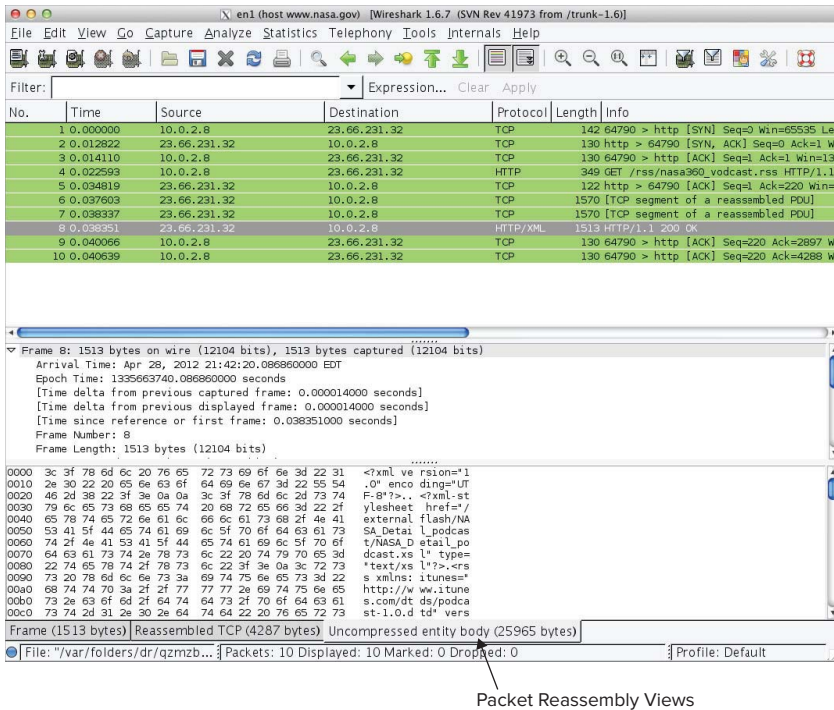 en1 (host www.nasa.gov) [Wireshark 1.6.7 (SVN Rev 41973 from /trunk-1.6)]
File Edit View Go Capture Analyze Statistics Telephony Tools Internals Help
Filter: Expression... Clear Apply
No. Time Source Destination Protocol Length Info
1 0.000000 10.0.2.8 23.66.231.32 TCP 142 64790 > http [SYN] Seq=0 Win=65535 Le
2 0.012822 23.66.231.32 10.0.2.8 TCP 130 http > 64790 [SYN, ACK] Seq=0 Ack=1 W
3 0.014110 10.0.2.8 23.66.231.32 TCP 130 64790 > http [ACK] Seq=1 Ack=1 Win=13
4 0.022593 10.0.2.8 23.66.231.32 HTTP 349 GET /rss/nasa360_vodcast.rss HTTP/1.1
5 0.034819 23.66.231.32 10.0.2.8 TCP 122 http > 64790 [ACK] Seq=1 Ack=220 Win=
6 0.037603 23.66.231.32 10.0.2.8 TCP 1570 [TCP segment of a reassembled PDU]
7 0.038337 23.66.231.32 10.0.2.8 TCP 1570 [TCP segment of a reassembled PDU]
8 0.038351 23.66.231.32 10.0.2.8 HTTP/XML 1513 HTTP/1.1 200 OK
9 0.040066 10.0.2.8 23.66.231.32 TCP 130 64790 > http [ACK] Seq=220 Ack=2897 W
10 0.040639 10.0.2.8 23.66.231.32 TCP 130 64790 > http [ACK] Seq=220 Ack=4288 W
Frame 8: 1513 bytes on wire (12104 bits), 1513 bytes captured (12104 bits)
Arrival Time: Apr 28, 2012 21:42:20.086860000 EDT
Epoch Time: 1335663740.086860000 seconds
[Time delta from previous captured frame: 0.000014000 seconds]
[Time delta from previous displayed frame: 0.000014000 seconds]
[Time since reference or first frame: 0.038351000 seconds]
Frame Number: 8
Frame Length: 1513 bytes (12104 bits)
0000 3c 3f 78 6d 6c 20 76 65 72 73 69 6f 6e 3d 22 31 <?xml ve rsion="1
0010 2e 30 22 20 65 6e 63 6f 64 69 6e 67 3d 22 55 54 .0" enco ding="UT
0020 46 2d 38 22 3f 3e 0a 0a 3c 3f 78 6d 6c 2d 73 74 F-8"?>.. <?xml-st
0030 79 6c 65 73 68 65 65 74 20 68 72 65 66 3d 22 2f ylesheet href="/
0040 65 78 74 65 72 6e 61 6c 66 6c 61 73 68 2f 4e 41 external flash/NA
0050 53 41 5f 44 65 74 61 69 6c 5f 70 6f 64 63 61 73 SA_Detai l_podcas
0060 74 2f 4e 41 53 41 5f 44 65 74 61 69 6c 5f 70 6f t/NASA_D etail_po
0070 64 63 61 73 74 2e 78 73 6c 22 20 74 79 70 65 3d dcast.xs l" type=
0080 22 74 65 78 74 2f 78 73 6c 22 3f 3e 0a 3c 72 73 "text/xs l"?>.<rs
0090 73 20 78 6d 6c 6e 73 3a 69 74 75 6e 65 73 3d 22 s xmlns: itunes="
00a0 68 74 74 70 3a 2f 2f 77 77 77 2e 69 74 75 6e 65 http://w ww.itune
00b0 73 2e 63 6f 6d 2f 64 74 64 73 2f 70 6f 64 63 61 s.com/dt ds/podca
00c0 73 74 2d 31 2e 30 2e 64 74 64 22 20 76 65 72 73 st-1.0.d td" vers
Frame (1513 bytes) Reassembled TCP (4287 bytes) Uncompressed entity body (25965 bytes)
File: "/var/folders/dr/qzmzb... Packets: 10 Displayed: 10 Marked: 0 Dropped: 0 Profile: Default
Packet Reassembly Views